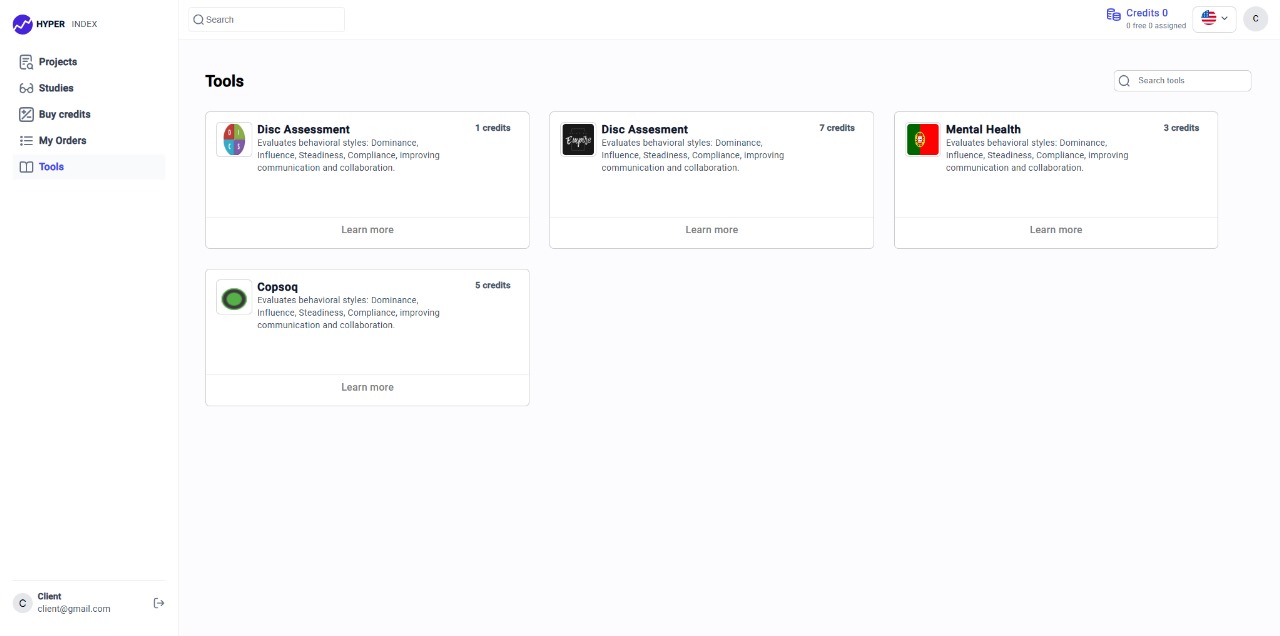 HYPER INDEX
Search
Credits 0
0 free 0 assigned
C
Projects
Studies
Buy credits
My Orders
Tools
Tools
Search tools
Disc Assessment
1 credits
Evaluates behavioral styles: Dominance,
Influence, Steadiness, Compliance, improving
communication and collaboration.
Learn more
Empire
Disc Assesment
7 credits
Evaluates behavioral styles: Dominance,
Influence, Steadiness, Compliance, improving
communication and collaboration.
Learn more
Mental Health
3 credits
Evaluates behavioral styles: Dominance,
Influence, Steadiness, Compliance, improving
communication and collaboration.
Learn more
Copsoq
5 credits
Evaluates behavioral styles: Dominance,
Influence, Steadiness, Compliance, improving
communication and collaboration.
Learn more
C
Client
client@gmail.com